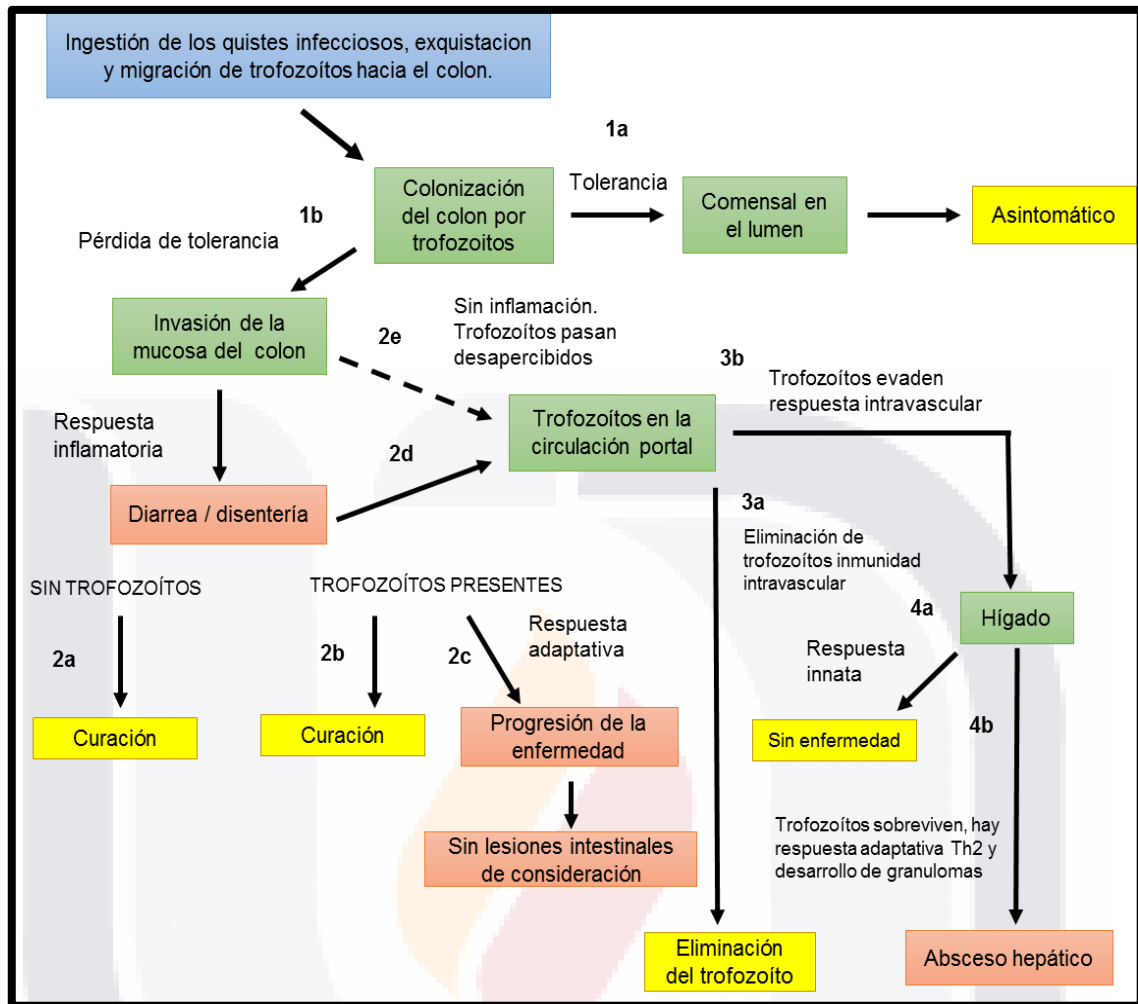 Ingestión de los quistes infecciosos, exquistacion
y migración de trofozoítos hacia el colon.
1a
Tolerancia
Colonización
del colon por
trofozoitos
Comensal en
el lumen
Asintomático
1b
Pérdida de tolerancia
Invasión de la
mucosa del colon
2e
Sin inflamación.
Trofozoítos pasan
desapercibidos
3b
Trofozoítos evaden
respuesta intravascular
Respuesta
inflamatoria
Trofozoítos en la
circulación portal
2d
Diarrea / disentería
3a
Eliminación de
trofozoítos inmunidad
intravascular
SIN TROFOZOÍTOS
TROFOZOÍTOS PRESENTES
2a
2b
2c
Respuesta
adaptativa
4a
Hígado
Respuesta
innata
Curación
Curación
Progresión de la
enfermedad
Sin enfermedad
4b
Sin lesiones intestinales
de consideración
Trofozoítos sobreviven, hay
respuesta adaptativa Th2 y
desarrollo de granulomas
Eliminación
del trofozoíto
Absceso hepático